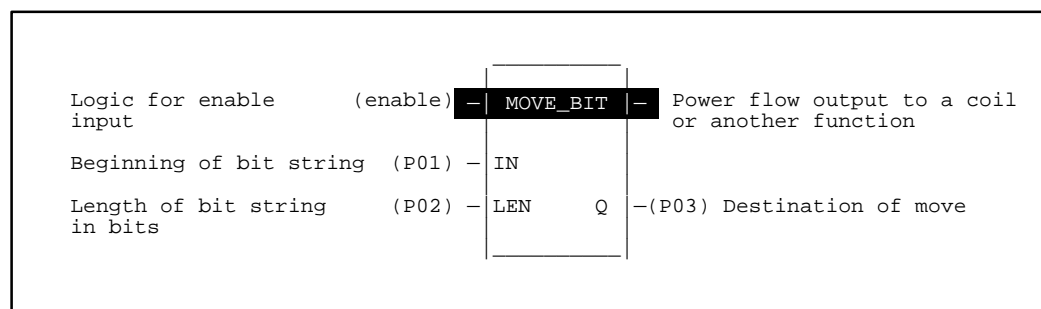 Logic for enable (enable) —| MOVE_BIT |— Power flow output to a coil
input or another function
Beginning of bit string (P01) —|IN
Length of bit string (P02) —|LEN Q |—(P03) Destination of move
in bits